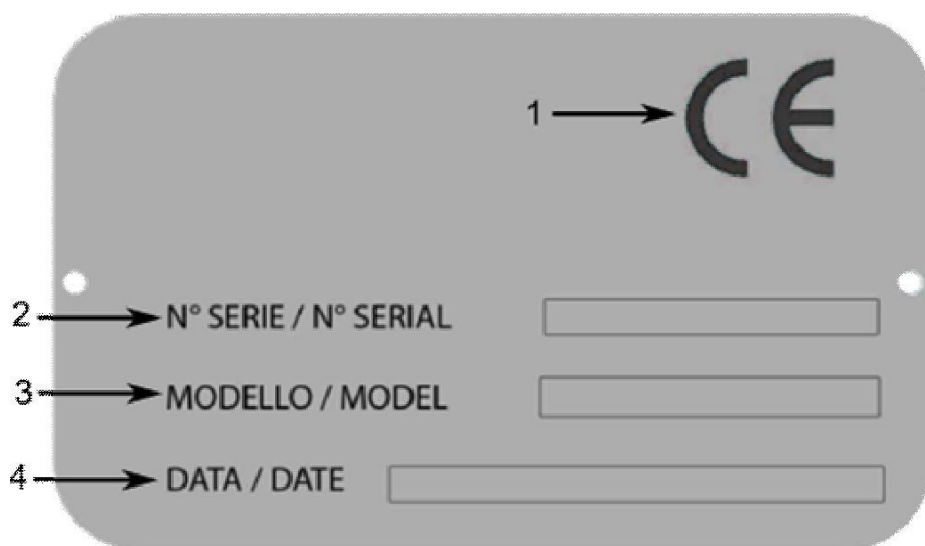 1 CE
2 N° SERIE / N° SERIAL
3 MODELLO / MODEL
4 DATA / DATE